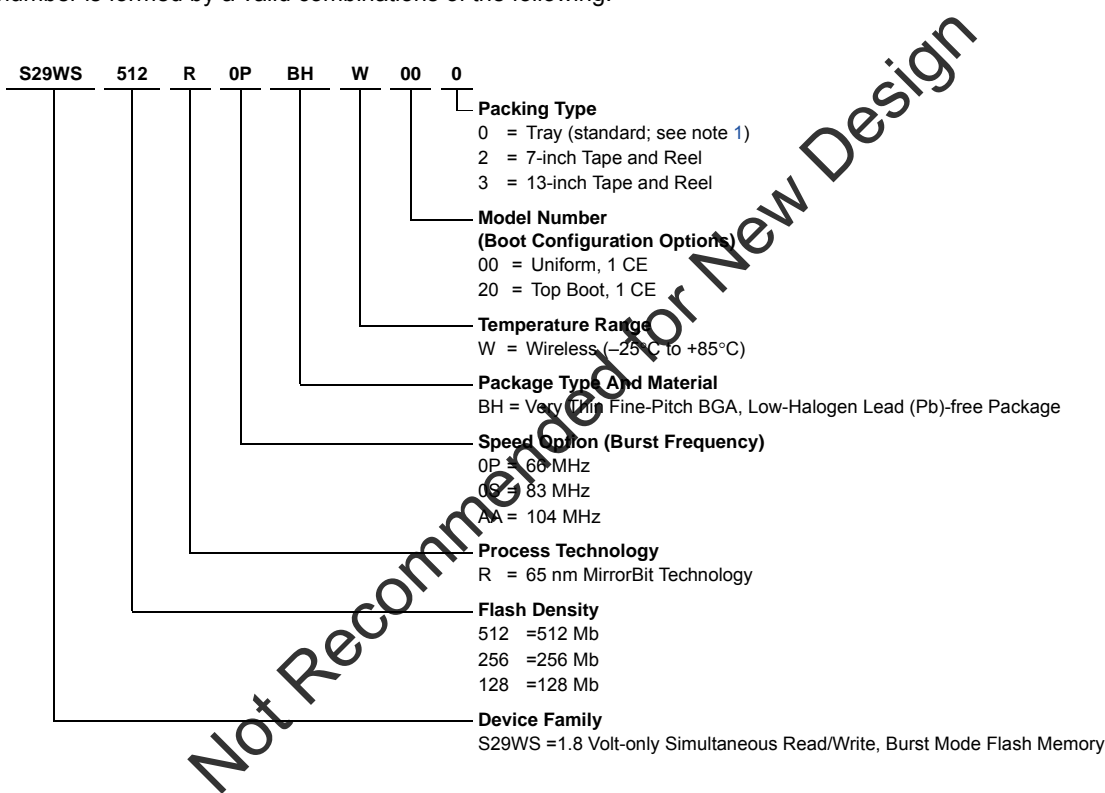 number is formed by a valid combinations of the following:
S29WS 512 R 0P BH W 00 0
Packing Type
0 = Tray (standard; see note 1)
2 = 7-inch Tape and Reel
3 = 13-inch Tape and Reel
Model Number
(Boot Configuration Options)
00 = Uniform, 1 CE
20 = Top Boot, 1 CE
Temperature Range
W = Wireless (–25°C to +85°C)
Package Type And Material
BH = Very Thin Fine-Pitch BGA, Low-Halogen Lead (Pb)-free Package
Speed Option (Burst Frequency)
0P = 66 MHz
0S = 83 MHz
AA = 104 MHz
Process Technology
R = 65 nm MirrorBit Technology
Flash Density
512 =512 Mb
256 =256 Mb
128 =128 Mb
Device Family
S29WS =1.8 Volt-only Simultaneous Read/Write, Burst Mode Flash Memory
Not Recommended for New Design